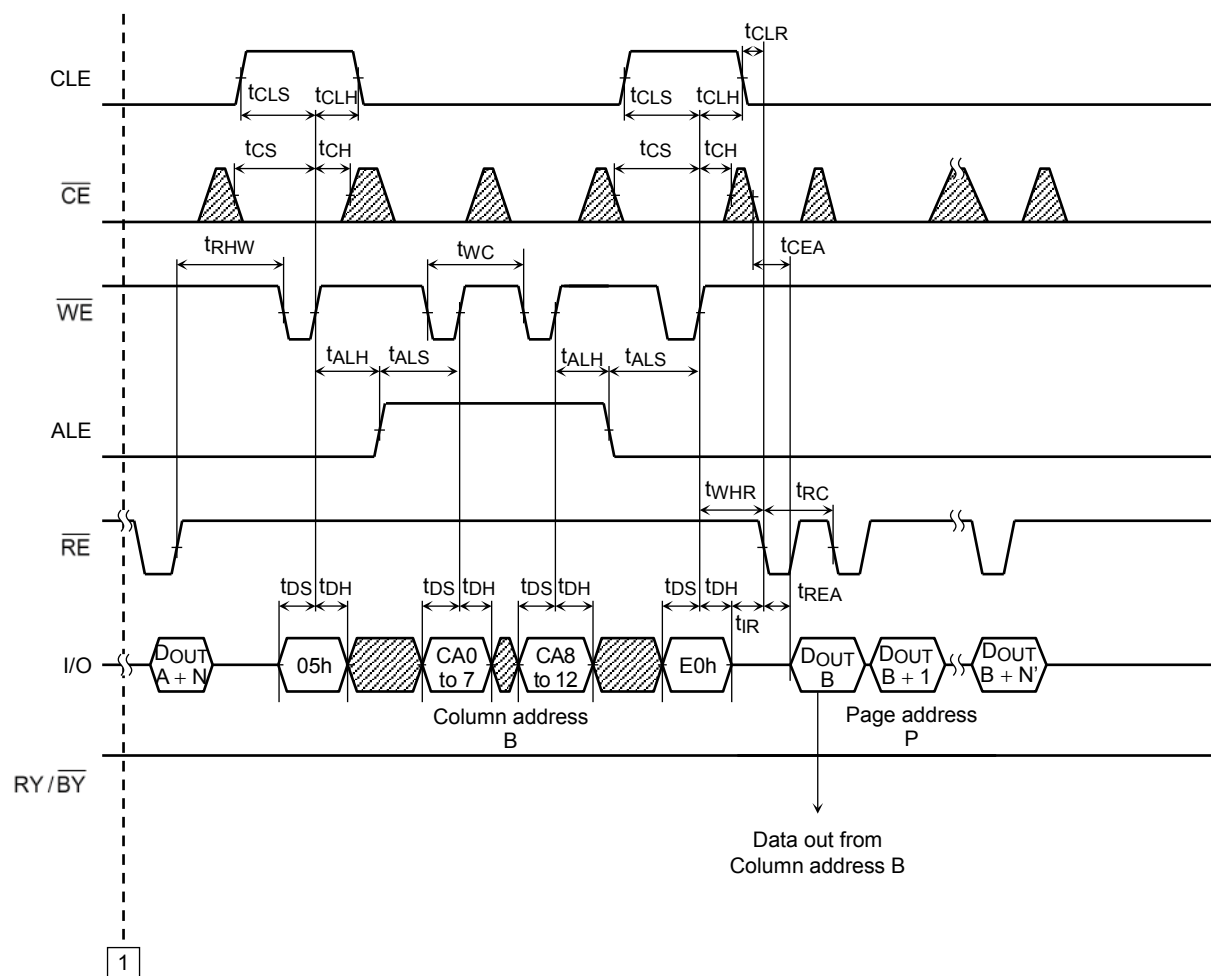 tCLR
CLE
tCLS tCLH tCLS tCLH
tCS tCH tCS tCH
CE
tRHW tWC tCEA
WE
tALH tALS tALH tALS
ALE
tWHR tRC
RE
tDS tDH tDS tDH tDS tDH tDS tDH tREA
tIR
I/O
DOUT
A + N
05h
CA0
to 7
CA8
to 12
E0h
DOUT
B
DOUT
B + 1
DOUT
B + N'
Column address
B
Page address
P
RY / BY
Data out from
Column address B
1